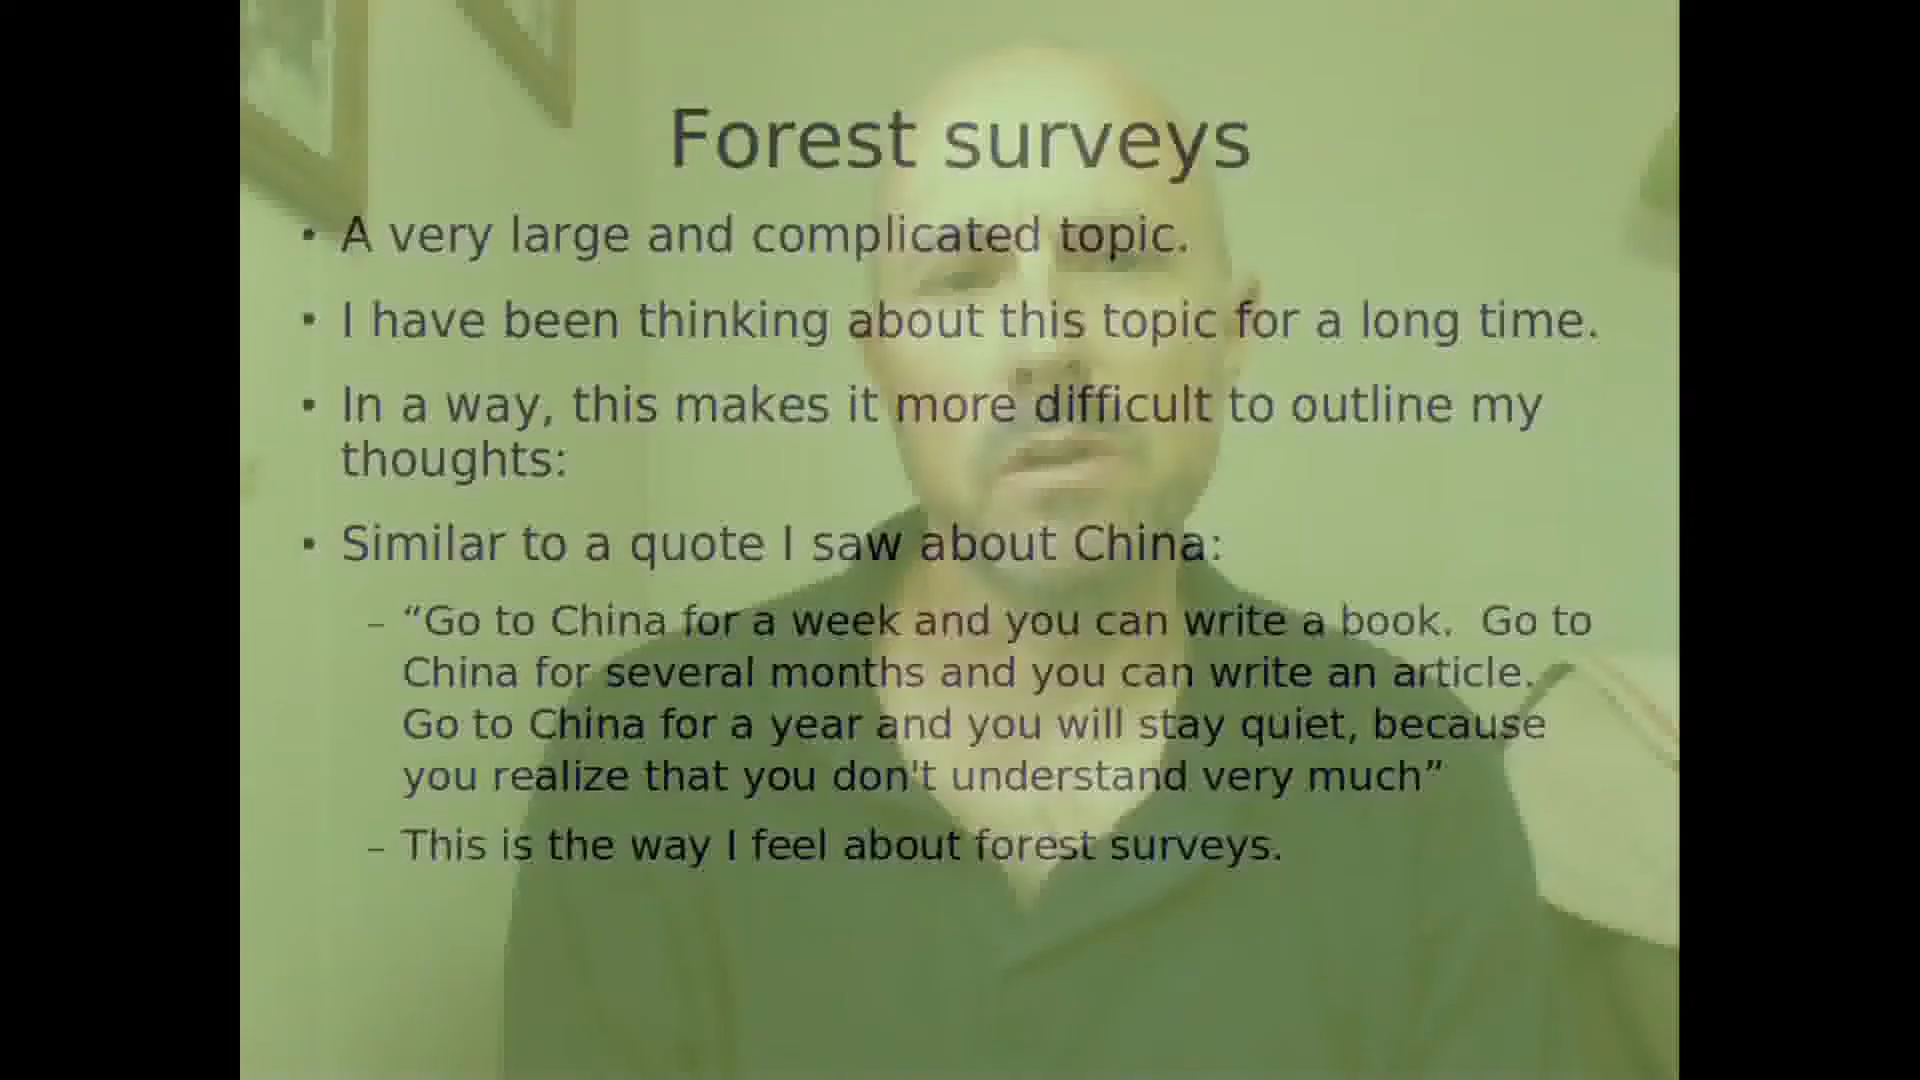 Forest surveys
• A very large and complicated topic.
• I have been thinking about this topic for a long time.
• In a way, this makes it more difficult to outline my
thoughts:
• Similar to a quote I saw about China:
– “Go to China for a week and you can write a book.  Go to
China for several months and you can write an article.
Go to China for a year and you will stay quiet, because
you realize that you don't understand very much”
– This is the way I feel about forest surveys.